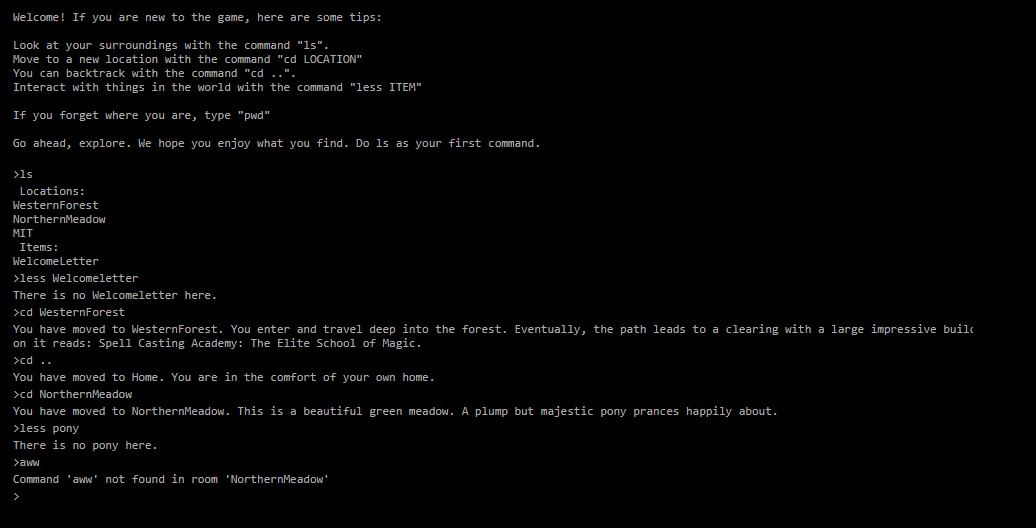 Welcome! If you are new to the game, here are some tips:
Look at your surroundings with the command "ls".
Move to a new location with the command "cd LOCATION"
You can backtrack with the command "cd ..".
Interact with things in the world with the command "less ITEM"
If you forget where you are, type "pwd"
Go ahead, explore. We hope you enjoy what you find. Do ls as your first command.
>ls
Locations:
WesternForest
NorthernMeadow
MIT
Items:
WelcomeLetter
>less Welcomeletter
There is no Welcomeletter here.
>cd WesternForest
You have moved to WesternForest. You enter and travel deep into the forest. Eventually, the path leads to a clearing with a large impressive
on it reads: Spell Casting Academy: The Elite School of Magic.
>cd ..
You have moved to Home. You are in the comfort of your own home.
>cd NorthernMeadow
You have moved to NorthernMeadow. This is a beautiful green meadow. A plump but majestic pony prances happily about.
>less pony
There is no pony here.
>aww
Command 'aww' not found in room 'NorthernMeadow'
>